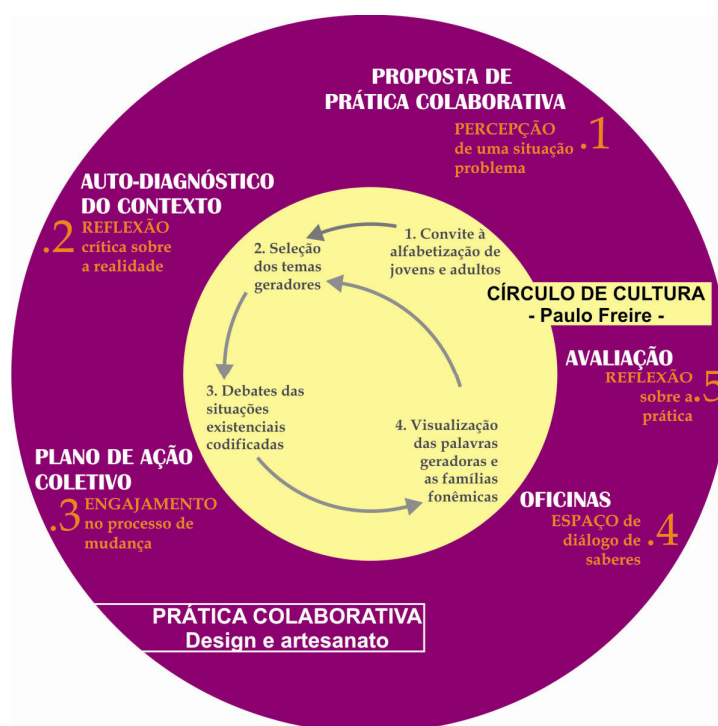 PROPOSTA DE
PRÁTICA COLABORATIVA
PERCEPÇÃO
de uma situação
problema
.1
AUTO-DIAGNÓSTICO
DO CONTEXTO
.2
REFLEXÃO
crítica sobre
a realidade
PLANO DE AÇÃO
COLETIVO
.3
ENGAJAMENTO
no processo de
mudança
OFICINAS
ESPAÇO de
diálogo de
saberes
.4
AVALIAÇÃO
REFLEXÃO
sobre a
prática
.5
CÍRCULO DE CULTURA
- Paulo Freire -
1. Convite à
alfabetização de
jovens e adultos
2. Seleção
dos temas
geradores
3. Debates das
situações
existenciais
codificadas
4. Visualização
das palavras
geradoras e
as famílias
fonêmicas
PRÁTICA COLABORATIVA
Design e artesanato